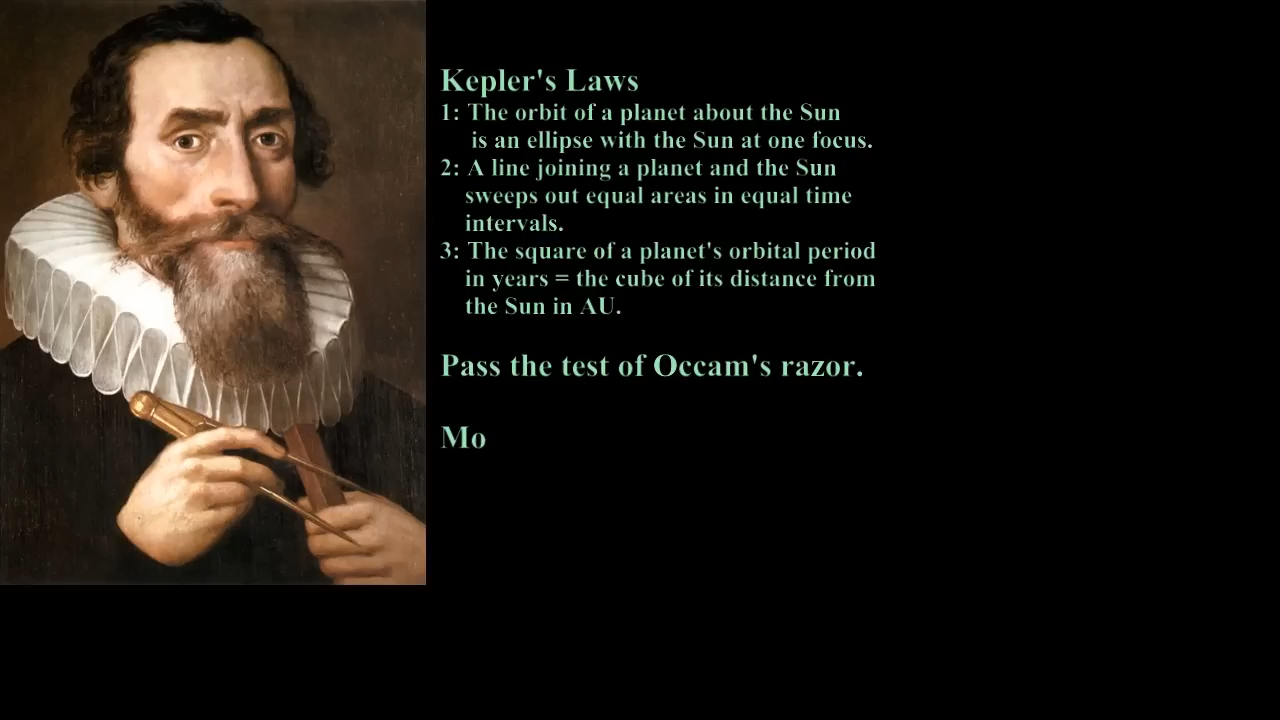 Kepler's Laws
1: The orbit of a planet about the Sun
is an ellipse with the Sun at one focus.
2: A line joining a planet and the Sun
sweeps out equal areas in equal time
intervals.
3: The square of a planet's orbital period
in years = the cube of its distance from
the Sun in AU.
Pass the test of Occam's razor.
Mo